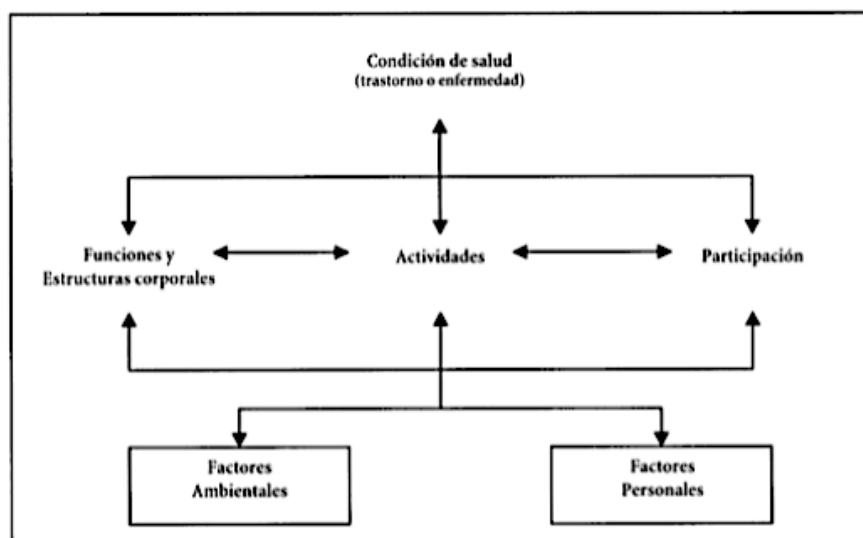 Condición de salud
(trastorno o enfermedad)
Funciones y
Estructuras corporales
Actividades
Participación
Factores
Ambientales
Factores
Personales